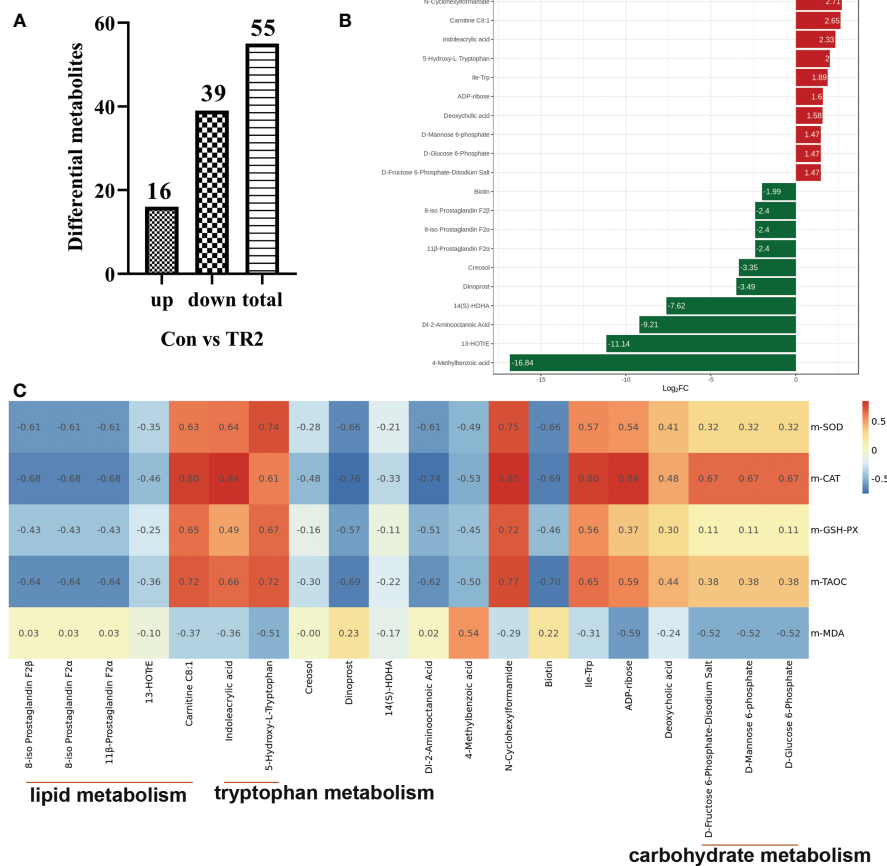 A
Differential metabolites
60
40
20
0
16
39
55
up down total
Con vs TR2
B
N-Cyclohexylformamide 2.71
Carnitine C8:1 2.65
Indoleacrylic acid 2.33
5-Hydroxy-L-Tryptophan 2
Ile-Trp 1.89
ADP-ribose 1.6
Deoxycholic acid 1.58
D-Mannose 6-phosphate 1.47
D-Glucose 6-Phosphate 1.47
D-Fructose 6-Phosphate-Disodium Salt 1.47
Biotin -1.99
8-iso Prostaglandin F2β -2.4
8-iso Prostaglandin F2α -2.4
11β-Prostaglandin F2α -2.4
Creosol -3.35
Dinoprost -3.49
14(S)-HDHA -7.62
Dl-2-Aminooctanoic Acid -9.21
13-HOTrE -11.14
4-Methylbenzoic acid -16.84
-15 -10 -5 0
Log2FC
C
-0.61 -0.61 -0.61 -0.35 0.63 0.64 0.74 -0.28 -0.66 -0.21 -0.61 -0.49 0.75 -0.66 0.57 0.54 0.41 0.32 0.32 0.32 m-SOD
-0.68 -0.68 -0.68 -0.46 0.80 0.84 0.61 -0.48 -0.76 -0.33 -0.74 -0.53 0.85 -0.69 0.80 0.84 0.48 0.67 0.67 0.67 m-CAT
-0.43 -0.43 -0.43 -0.25 0.65 0.49 0.67 -0.16 -0.57 -0.11 -0.51 -0.45 0.72 -0.46 0.56 0.37 0.30 0.11 0.11 0.11 m-GSH-PX
-0.64 -0.64 -0.64 -0.36 0.72 0.66 0.72 -0.30 -0.69 -0.22 -0.62 -0.50 0.77 -0.70 0.65 0.59 0.44 0.38 0.38 0.38 m-TAOC
0.03 0.03 0.03 -0.10 -0.37 -0.36 -0.51 -0.00 0.23 -0.17 0.02 0.54 -0.29 0.22 -0.31 -0.59 -0.24 -0.52 -0.52 -0.52 m-MDA
0.5
0
-0.5
8-iso Prostaglandin F2β
8-iso Prostaglandin F2α
11β-Prostaglandin F2α
13-HOTrE
Carnitine C8:1
Indoleacrylic acid
5-Hydroxy-L-Tryptophan
Creosol
Dinoprost
14(S)-HDHA
Dl-2-Aminooctanoic Acid
4-Methylbenzoic acid
N-Cyclohexylformamide
Biotin
Ile-Trp
ADP-ribose
Deoxycholic acid
D-Fructose 6-Phosphate-Disodium Salt
D-Mannose 6-phosphate
D-Glucose 6-Phosphate
lipid metabolism
tryptophan metabolism
carbohydrate metabolism